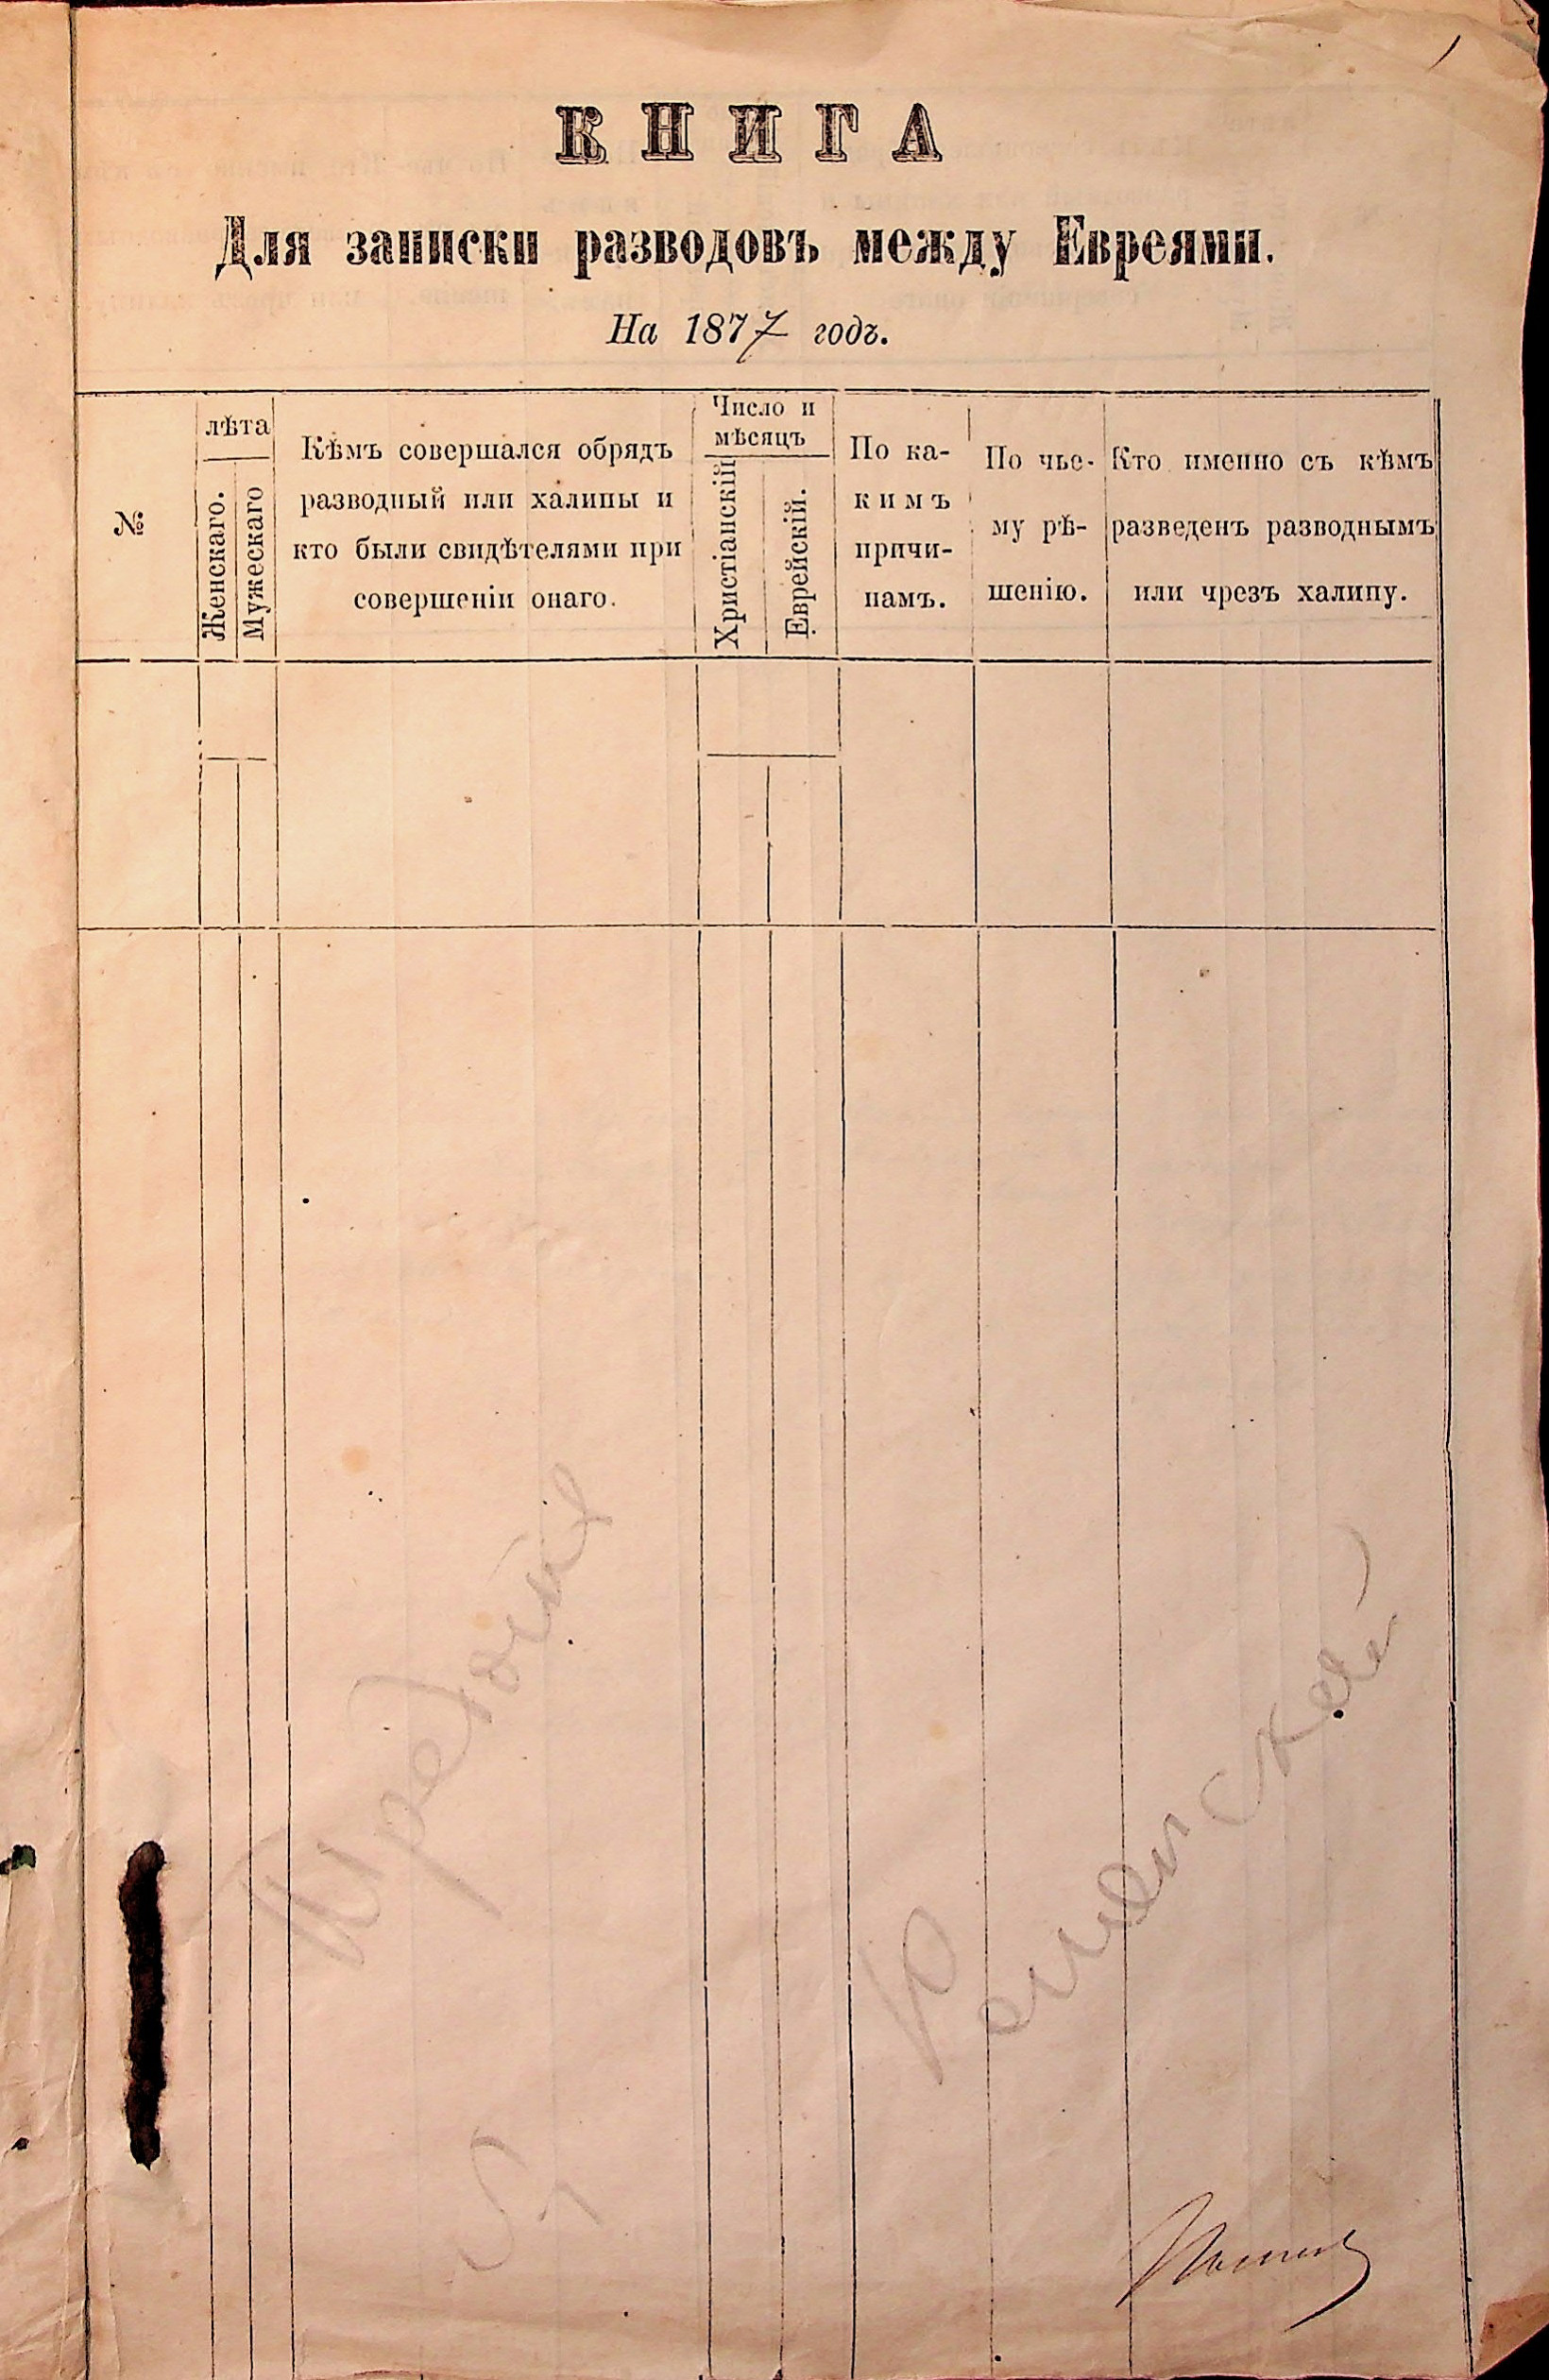 КНИГА
Для записки разводовъ между Евреями.
На 1877 годъ.
№
лѣта
Женскаго.
Мужескаго
Кѣмъ совершался обрядъ
разводный или халипы и
кто были свидѣтелями при
совершеніи онаго.
Число и
мѣсяцъ
Христіанскій
Еврейскій.
По ка-
кимъ
причи-
намъ.
По чье-
му рѣ-
шенію.
Кто именно съ кѣмъ
разведенъ разводнымъ
или чрезъ халипу.